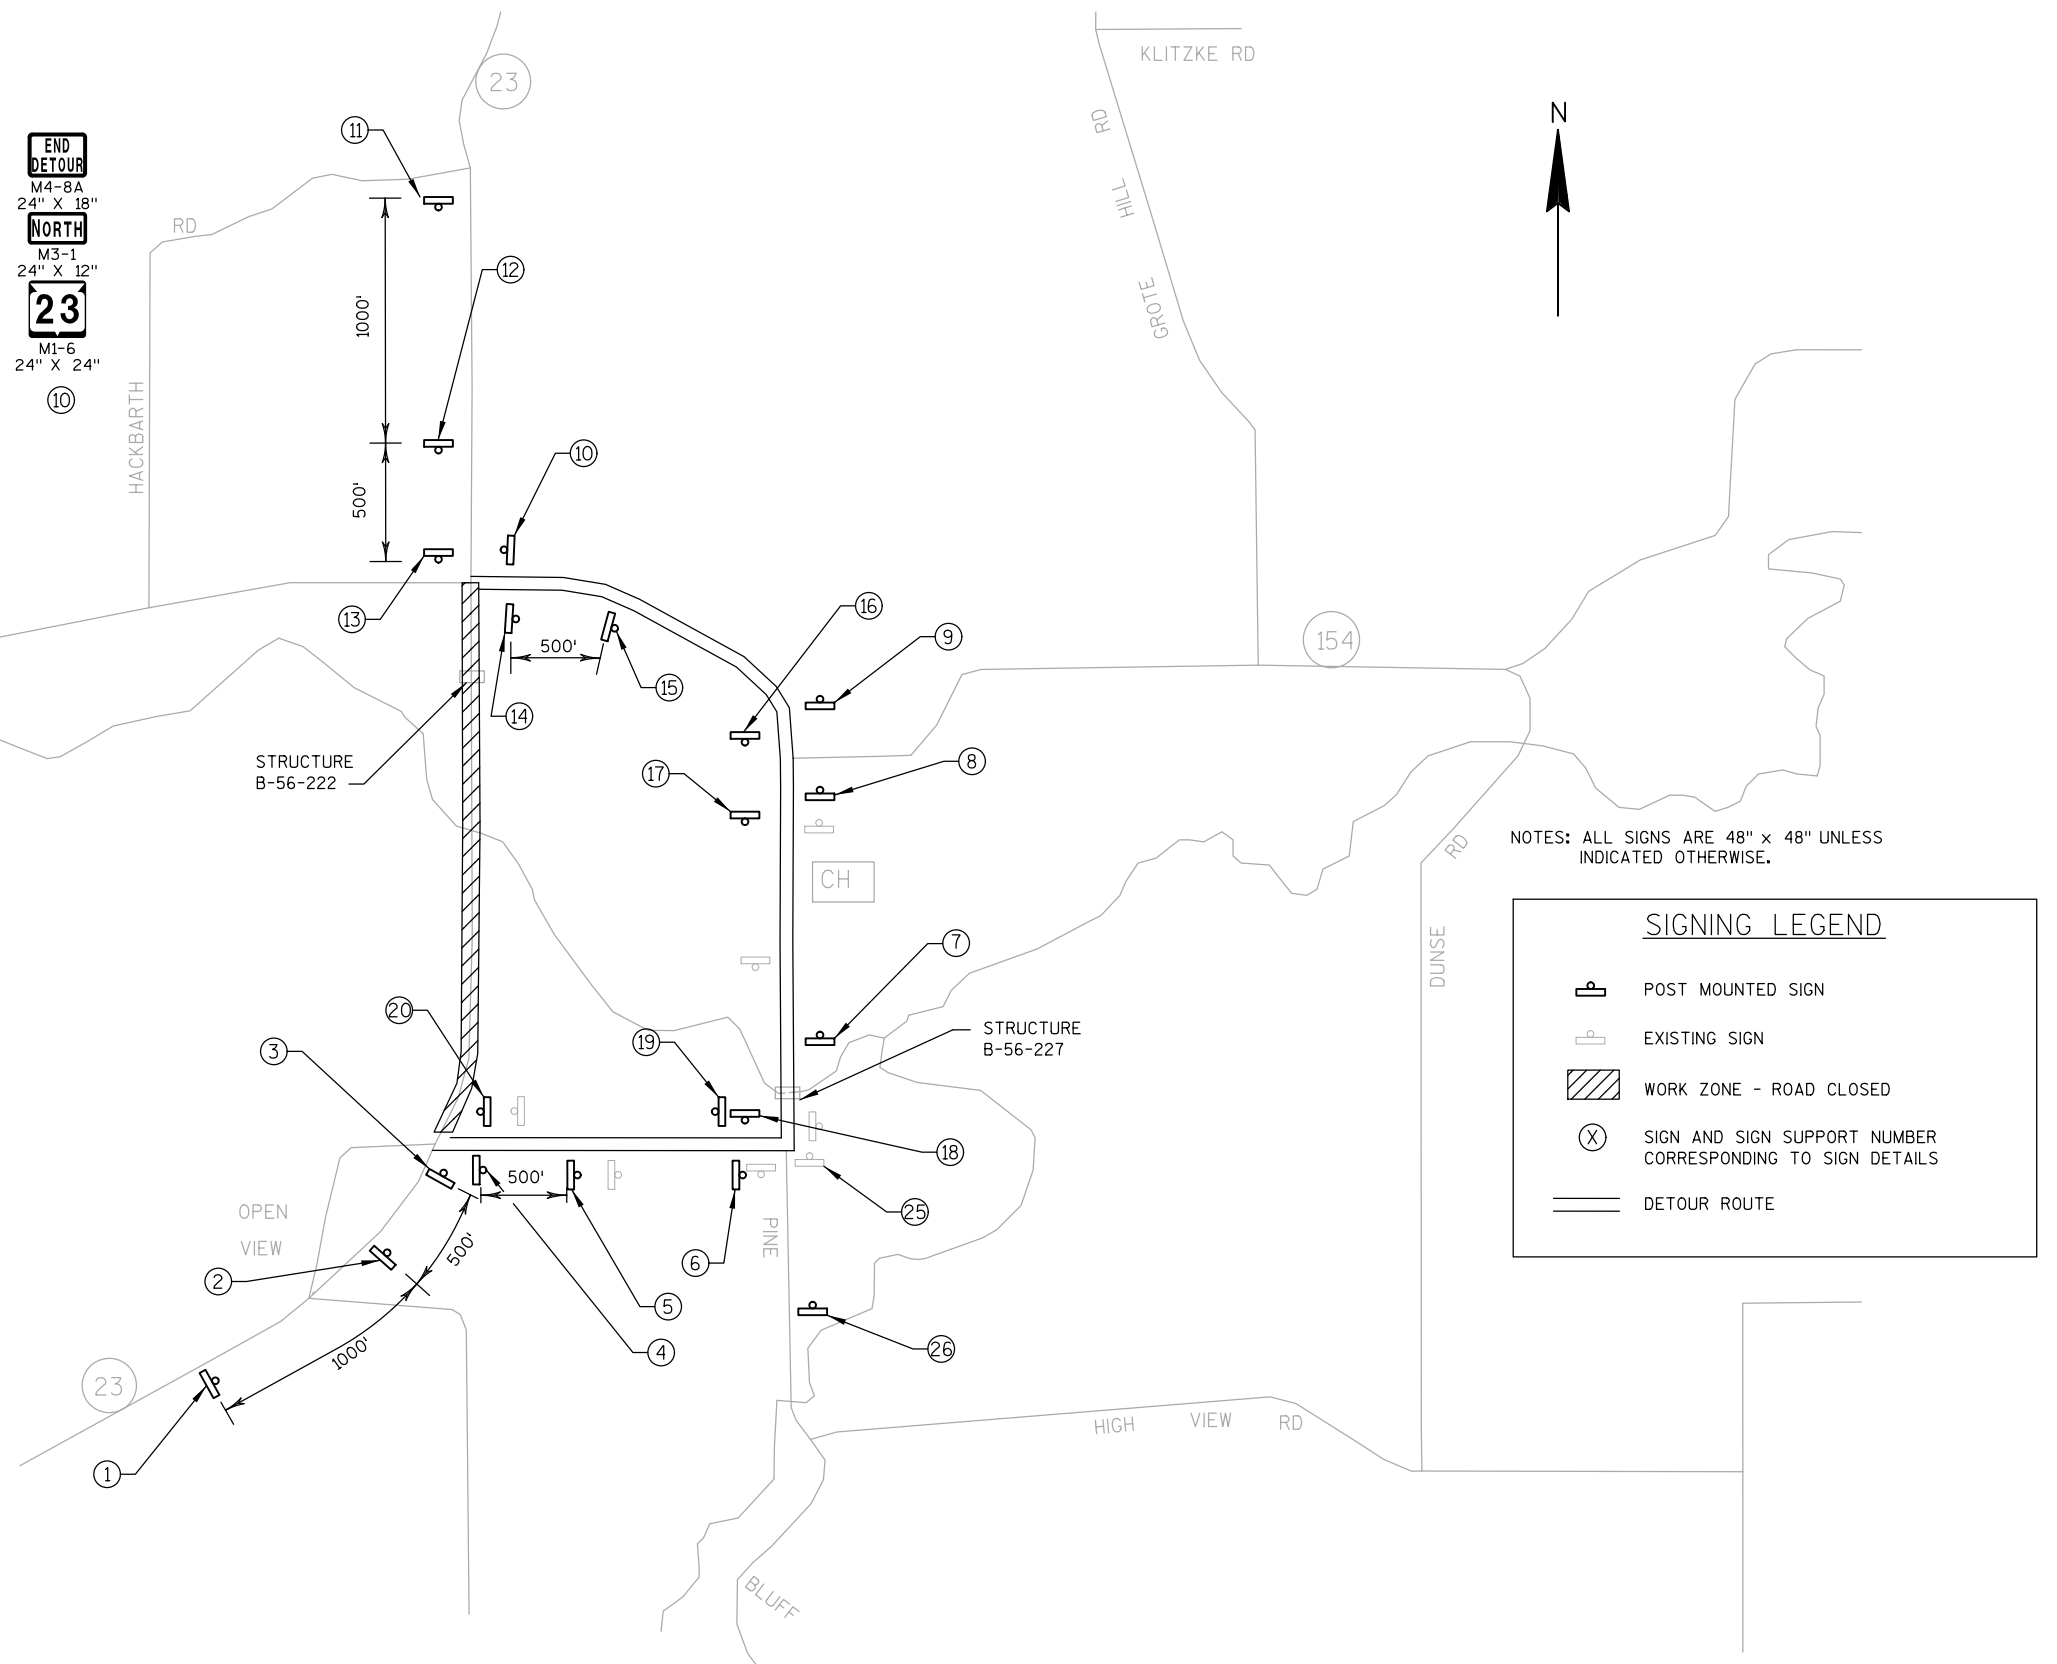 KLITZKE RD
23
N
11
END
DETOUR
M4-8A
24" X 18"
NORTH
M3-1
24" X 12"
23
M1-6
24" X 24"
10
RD
HACKBARTH
GROTE HILL RD
12
1000'
500'
10
13
16
9
154
500'
15
14
STRUCTURE
B-56-222
17
8
CH
NOTES: ALL SIGNS ARE 48" x 48" UNLESS
INDICATED OTHERWISE.
DUNSE RD
SIGNING LEGEND
POST MOUNTED SIGN
EXISTING SIGN
WORK ZONE - ROAD CLOSED
X
SIGN AND SIGN SUPPORT NUMBER
CORRESPONDING TO SIGN DETAILS
DETOUR ROUTE
7
20
19
3
STRUCTURE
B-56-227
18
500'
OPEN
VIEW
PINE
25
500'
6
2
5
4
26
1000'
23
1
HIGH VIEW RD
BLUFF